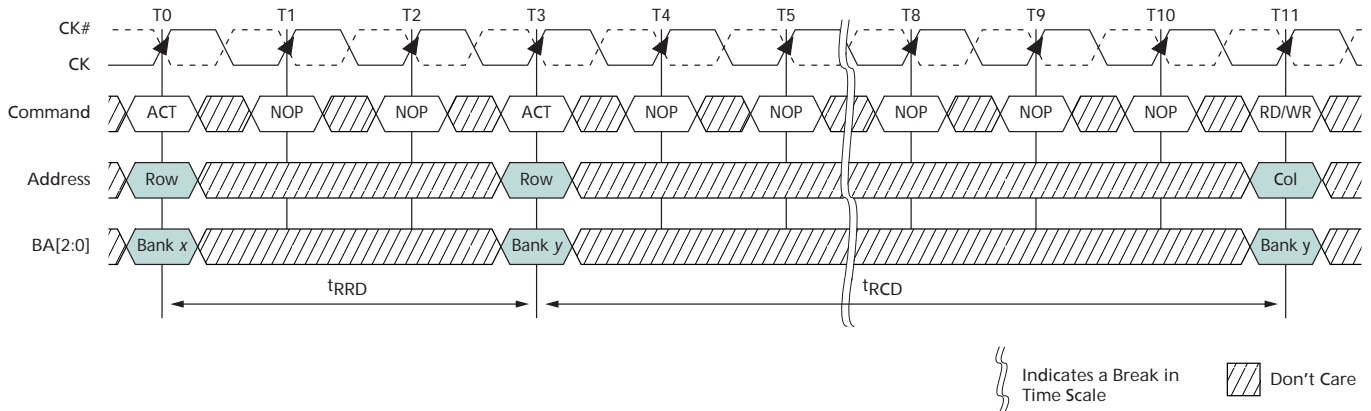 T0 T1 T2 T3 T4 T5 T8 T9 T10 T11
CK#
CK
Command ACT NOP NOP ACT NOP NOP NOP NOP NOP RD/WR
Address Row Row Col
BA[2:0] Bank x Bank y Bank y
tRRD tRCD
Indicates a Break in
Time Scale
Don't Care